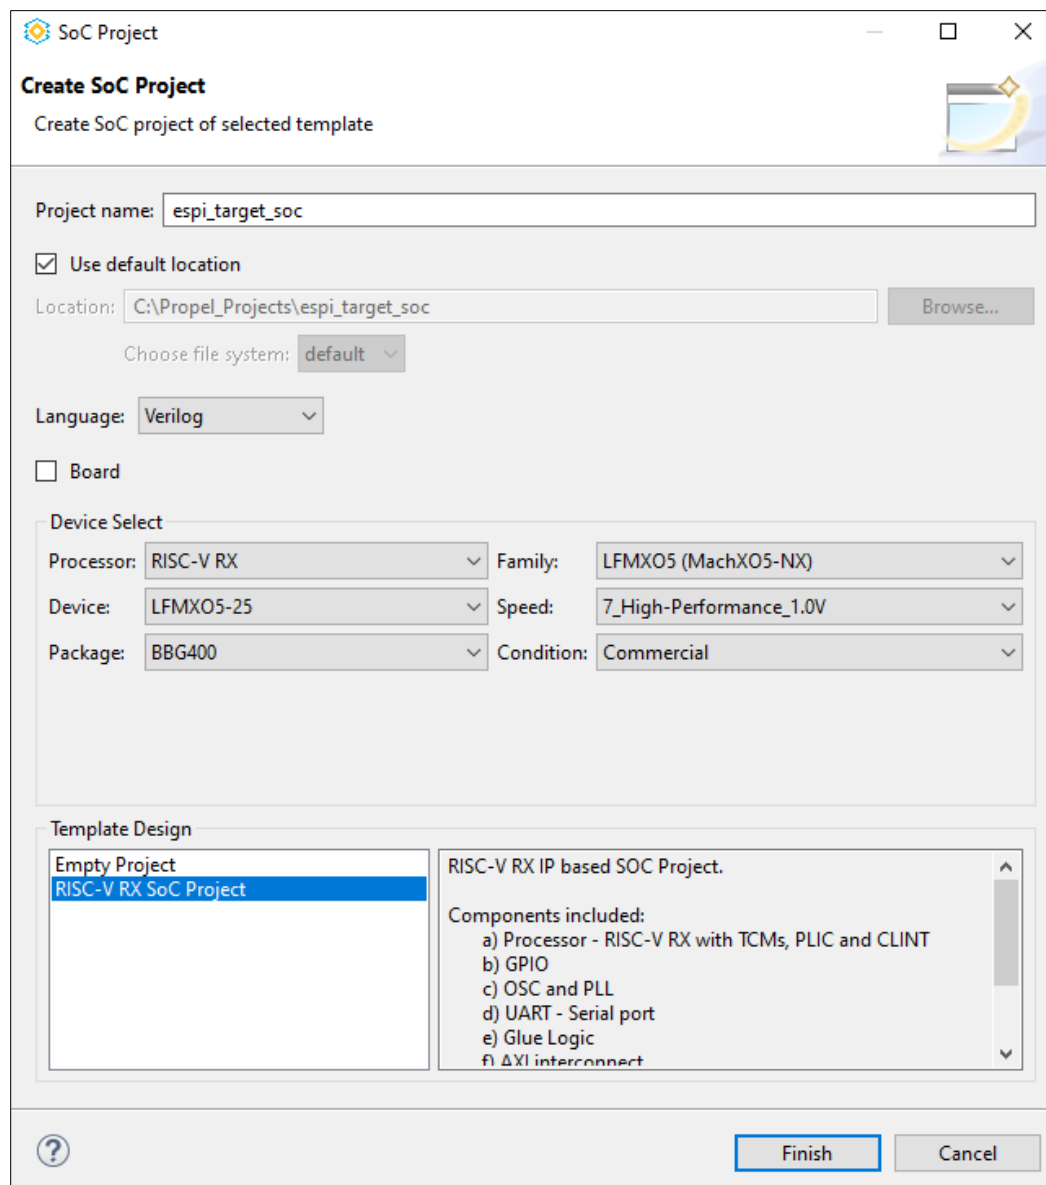 SoC Project
Create SoC Project
Create SoC project of selected template
Project name: espi_target_soc
Use default location
Location: C:\Propel_Projects\espi_target_soc Browse...
Choose file system: default
Language: Verilog
Board
Device Select
Processor: RISC-V RX Family: LFMXO5 (MachXO5-NX)
Device: LFMXO5-25 Speed: 7_High-Performance_1.0V
Package: BBG400 Condition: Commercial
Template Design
Empty Project
RISC-V RX SoC Project
RISC-V RX IP based SOC Project.
Components included:
a) Processor - RISC-V RX with TCMs, PLIC and CLINT
b) GPIO
c) OSC and PLL
d) UART - Serial port
e) Glue Logic
f) AXI interconnect
Finish Cancel